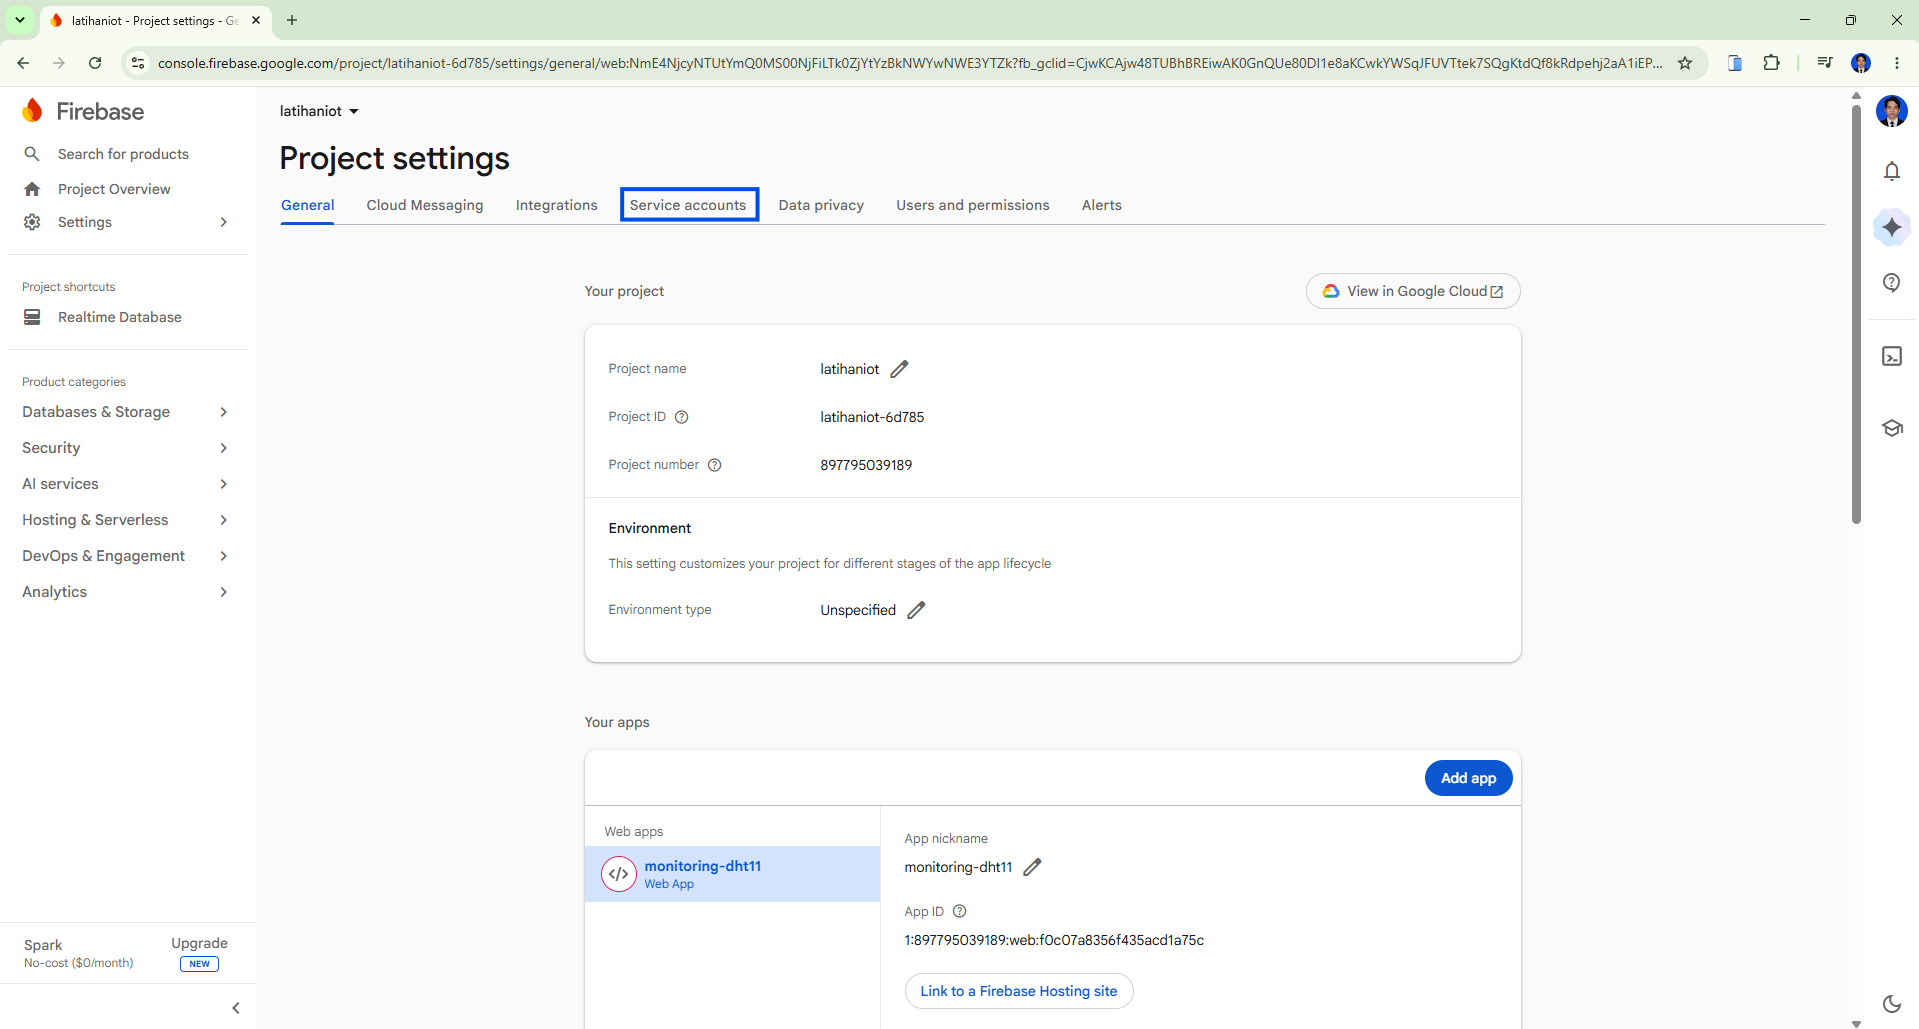 latihaniot - Project settings - Ge
console.firebase.google.com/project/latihaniot-6d785/settings/general/web:NmE4NjcyNTUtYmQ0MS00NjFiLTk0ZjYtYzBkNWYwNWE3YTZk?fb_gclid=CjwKCAjw48TUBhBREiwAK0GnQUe80DI1e8aKCwkYWSqJFUVTtek7SQgKtdQf8kRdpehj2aA1iEP...
Firebase
Search for products
Project Overview
Settings
Project shortcuts
Realtime Database
Product categories
Databases & Storage
Security
AI services
Hosting & Serverless
DevOps & Engagement
Analytics
Spark
No-cost ($0/month)
Upgrade
NEW
latihaniot
Project settings
General Cloud Messaging Integrations Service accounts Data privacy Users and permissions Alerts
Your project
View in Google Cloud
Project name latihaniot
Project ID latihaniot-6d785
Project number 897795039189
Environment
This setting customizes your project for different stages of the app lifecycle
Environment type Unspecified
Your apps
Add app
Web apps
monitoring-dht11
Web App
App nickname
monitoring-dht11
App ID
1:897795039189:web:f0c07a8356f435acd1a75c
Link to a Firebase Hosting site